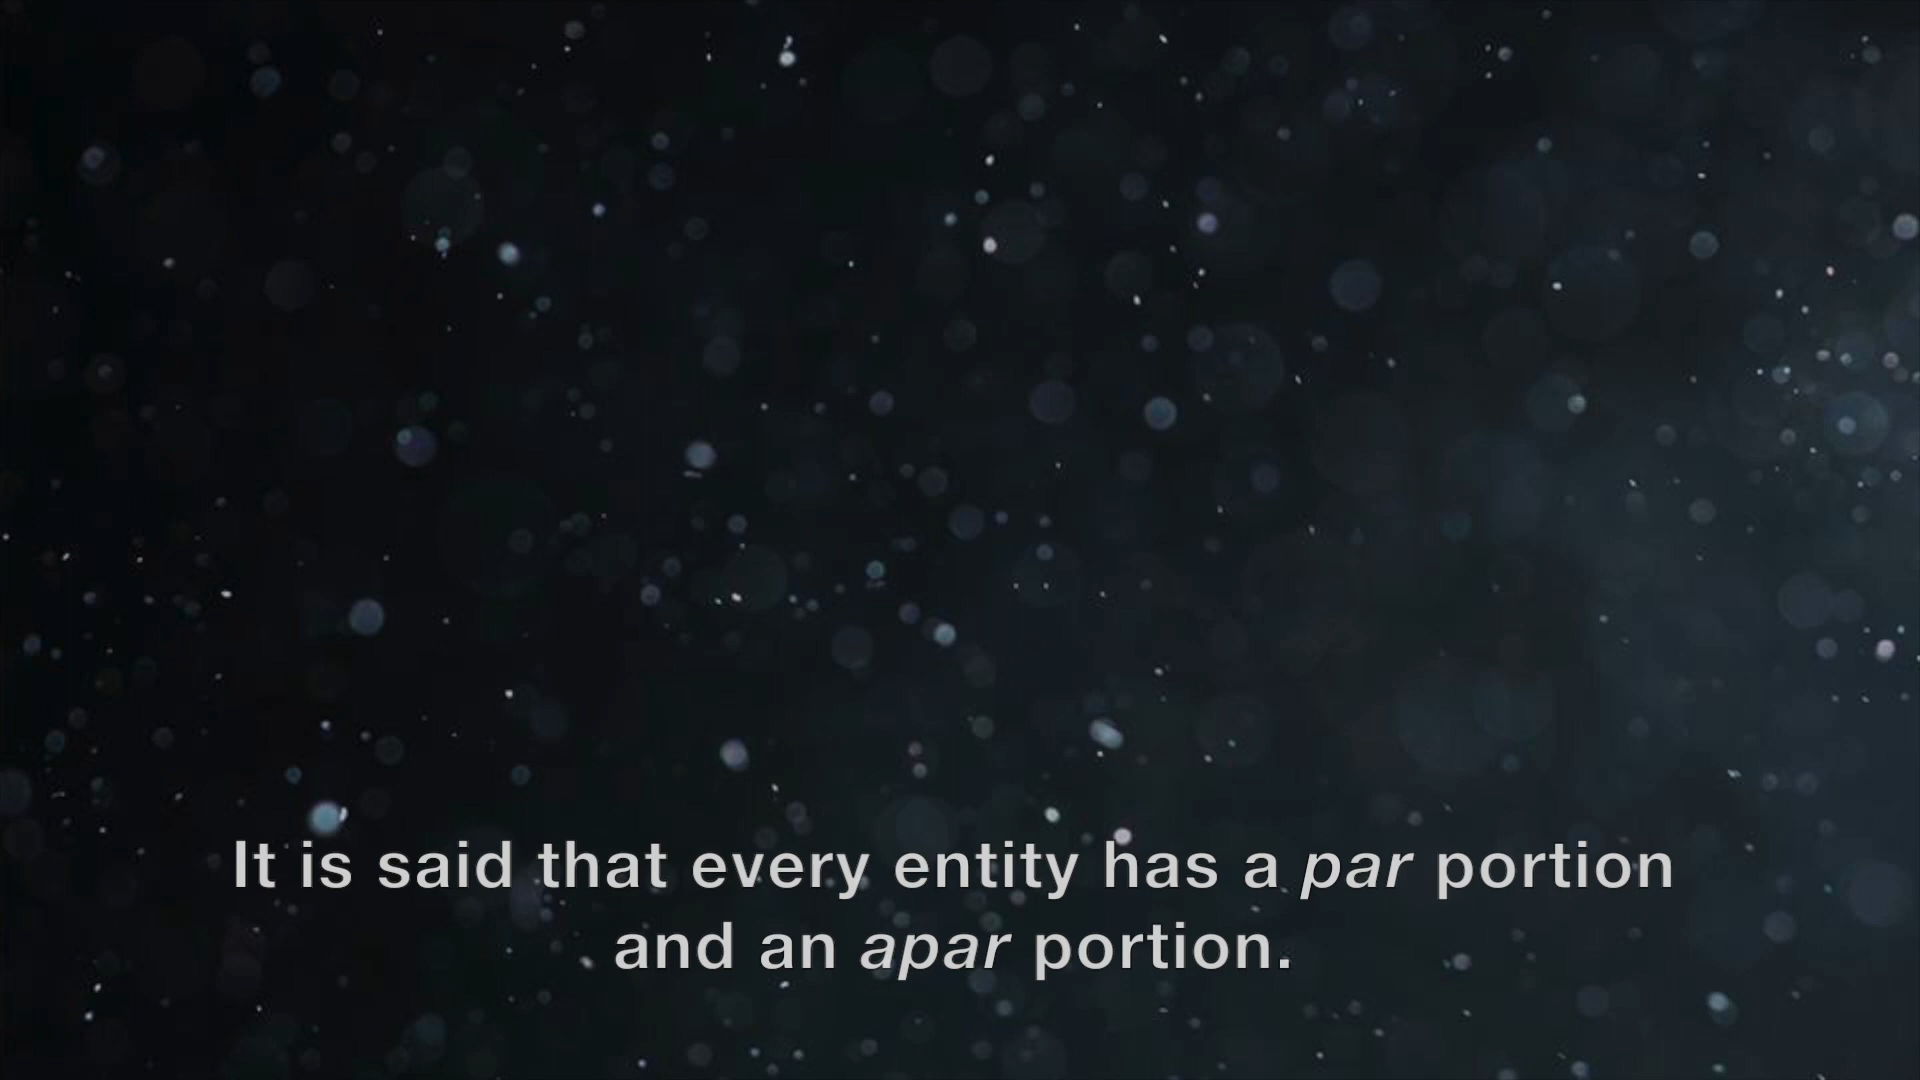 It is said that every entity has a par portion
and an apar portion.